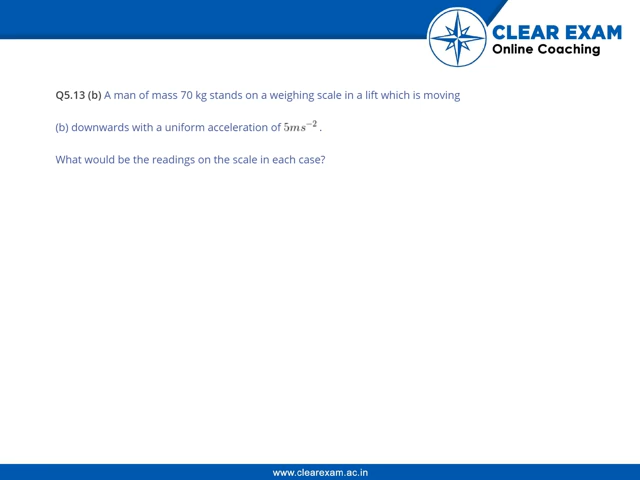 CLEAR EXAM
Online Coaching
Q5.13 (b) A man of mass 70 kg stands on a weighing scale in a lift which is moving
(b) downwards with a uniform acceleration of $5ms^{-2}$ .
What would be the readings on the scale in each case?
www.clearexam.ac.in